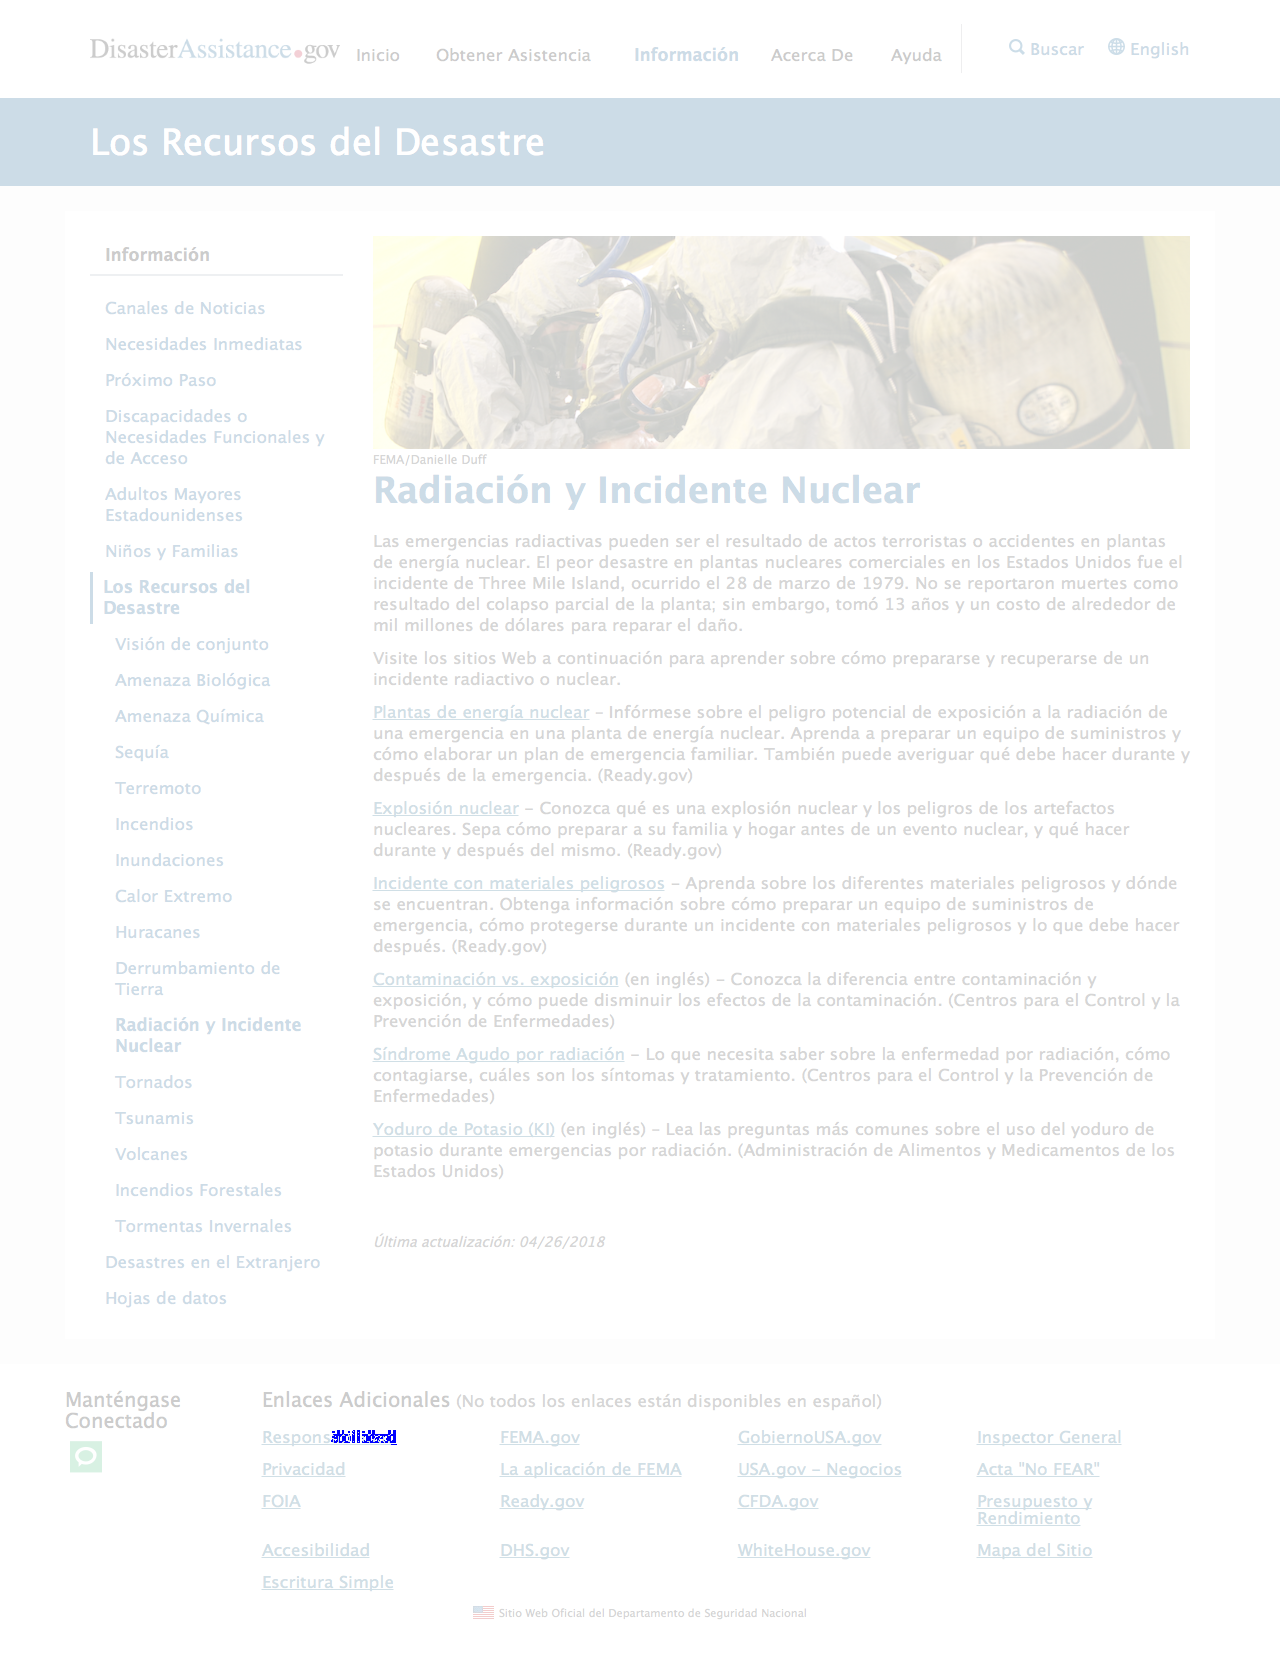 DisasterAssistance.gov
Inicio
Obtener Asistencia
Información
Acerca De
Ayuda
Buscar
English
Los Recursos del Desastre
Información
Canales de Noticias
Necesidades Inmediatas
Próximo Paso
Discapacidades o
Necesidades Funcionales y
de Acceso
Adultos Mayores
Estadounidenses
Niños y Familias
Los Recursos del
Desastre
Visión de conjunto
Amenaza Biológica
Amenaza Química
Sequía
Terremoto
Incendios
Inundaciones
Calor Extremo
Huracanes
Derrumbamiento de
Tierra
Radiación y Incidente
Nuclear
Tornados
Tsunamis
Volcanes
Incendios Forestales
Tormentas Invernales
Desastres en el Extranjero
Hojas de datos
FEMA/Danielle Duff
Radiación y Incidente Nuclear
Las emergencias radiactivas pueden ser el resultado de actos terroristas o accidentes en plantas
de energía nuclear. El peor desastre en plantas nucleares comerciales en los Estados Unidos fue el
incidente de Three Mile Island, ocurrido el 28 de marzo de 1979. No se reportaron muertes como
resultado del colapso parcial de la planta; sin embargo, tomó 13 años y un costo de alrededor de
mil millones de dólares para reparar el daño.
Visite los sitios Web a continuación para aprender sobre cómo prepararse y recuperarse de un
incidente radiactivo o nuclear.
Plantas de energía nuclear – Infórmese sobre el peligro potencial de exposición a la radiación de
una emergencia en una planta de energía nuclear. Aprenda a preparar un equipo de suministros y
cómo elaborar un plan de emergencia familiar. También puede averiguar qué debe hacer durante y
después de la emergencia. (Ready.gov)
Explosión nuclear – Conozca qué es una explosión nuclear y los peligros de los artefactos
nucleares. Sepa cómo preparar a su familia y hogar antes de un evento nuclear, y qué hacer
durante y después del mismo. (Ready.gov)
Incidente con materiales peligrosos – Aprenda sobre los diferentes materiales peligrosos y dónde
se encuentran. Obtenga información sobre cómo preparar un equipo de suministros de
emergencia, cómo protegerse durante un incidente con materiales peligrosos y lo que debe hacer
después. (Ready.gov)
Contaminación vs. exposición (en inglés) – Conozca la diferencia entre contaminación y
exposición, y cómo puede disminuir los efectos de la contaminación. (Centros para el Control y la
Prevención de Enfermedades)
Síndrome Agudo por radiación – Lo que necesita saber sobre la enfermedad por radiación, cómo
contagiarse, cuáles son los síntomas y tratamiento. (Centros para el Control y la Prevención de
Enfermedades)
Yoduro de Potasio (KI) (en inglés) – Lea las preguntas más comunes sobre el uso del yoduro de
potasio durante emergencias por radiación. (Administración de Alimentos y Medicamentos de los
Estados Unidos)
Última actualización: 04/26/2018
Manténgase
Conectado
Enlaces Adicionales (No todos los enlaces están disponibles en español)
FEMA.gov
GobiernoUSA.gov
Inspector General
Privacidad
La aplicación de FEMA
USA.gov – Negocios
Acta "No FEAR"
FOIA
Ready.gov
CFDA.gov
Presupuesto y
Rendimiento
Accesibilidad
DHS.gov
WhiteHouse.gov
Mapa del Sitio
Escritura Simple
Sitio Web Oficial del Departamento de Seguridad Nacional